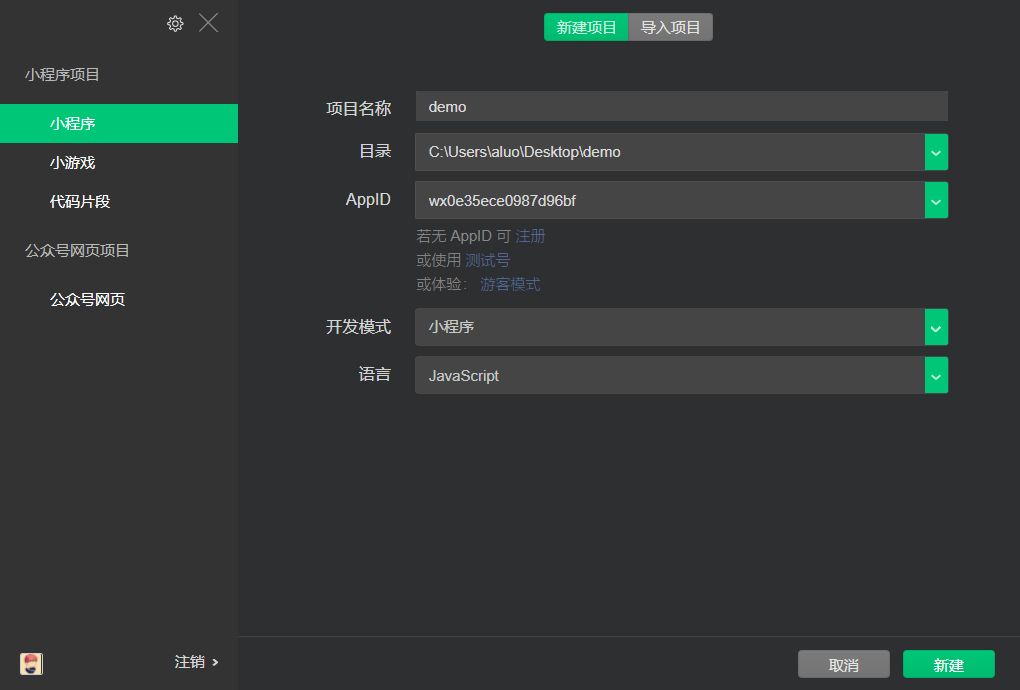 小程序项目
小程序
小游戏
代码片段
公众号网页项目
公众号网页
注销
新建项目 导入项目
项目名称 demo
目录 C:\Users\aluo\Desktop\demo
AppID wx0e35ece0987d96bf
若无 AppID 可 注册
或使用 测试号
或体验： 游客模式
开发模式 小程序
语言 JavaScript
取消 新建